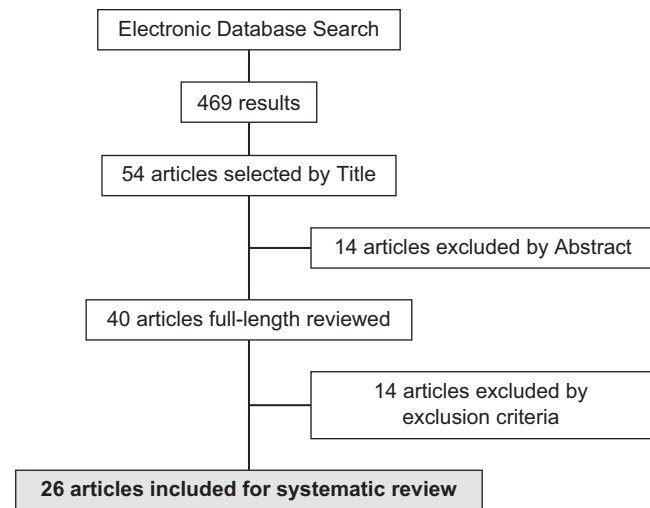 Electronic Database Search
469 results
54 articles selected by Title
14 articles excluded by Abstract
40 articles full-length reviewed
14 articles excluded by
exclusion criteria
26 articles included for systematic review